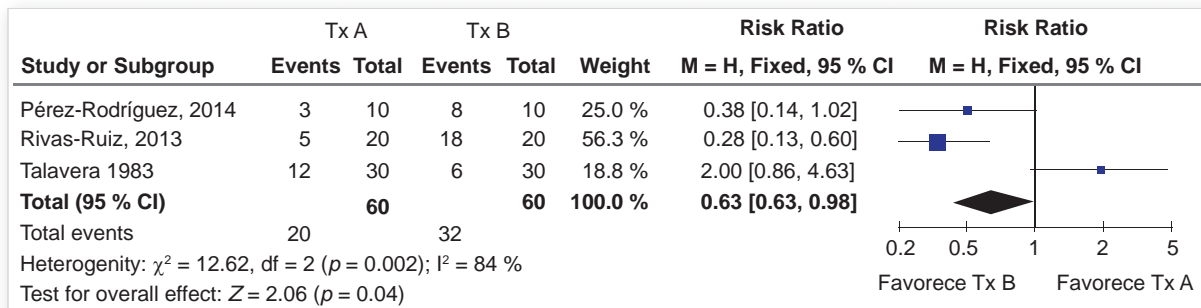 Tx A Tx B Risk Ratio Risk Ratio
Study or Subgroup Events Total Events Total Weight M = H, Fixed, 95 % CI M = H, Fixed, 95 % CI
Pérez-Rodríguez, 2014 3 10 8 10 25.0 % 0.38 [0.14, 1.02]
Rivas-Ruiz, 2013 5 20 18 20 56.3 % 0.28 [0.13, 0.60]
Talavera 1983 12 30 6 30 18.8 % 2.00 [0.86, 4.63]
Total (95 % CI) 60 60 100.0 % 0.63 [0.63, 0.98]
Total events 20 32
0.2 0.5 1 2 5
Heterogenity: χ² = 12.62, df = 2 (p = 0.002); I² = 84 %
Favorece Tx B Favorece Tx A
Test for overall effect: Z = 2.06 (p = 0.04)